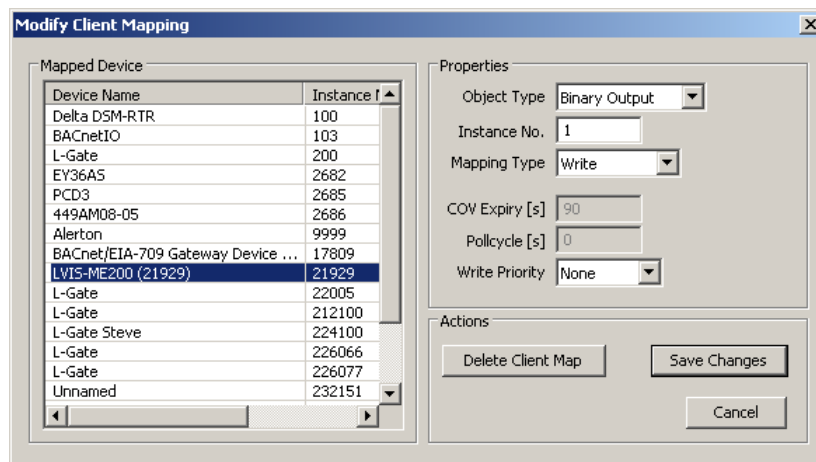 Modify Client Mapping
Mapped Device
Device Name Instance N
Delta DSM-RTR 100
BACnetIO 103
L-Gate 200
EY36AS 2682
PCD3 2685
449AM08-05 2686
Alerton 9999
BACnet/EIA-709 Gateway Device ... 17809
LVIS-ME200 (21929) 21929
L-Gate 22005
L-Gate 212100
L-Gate Steve 224100
L-Gate 226066
L-Gate 226077
Unnamed 232151
Properties
Object Type Binary Output
Instance No. 1
Mapping Type Write
COV Expiry [s] 90
Pollcycle [s] 0
Write Priority None
Actions
Delete Client Map Save Changes
Cancel